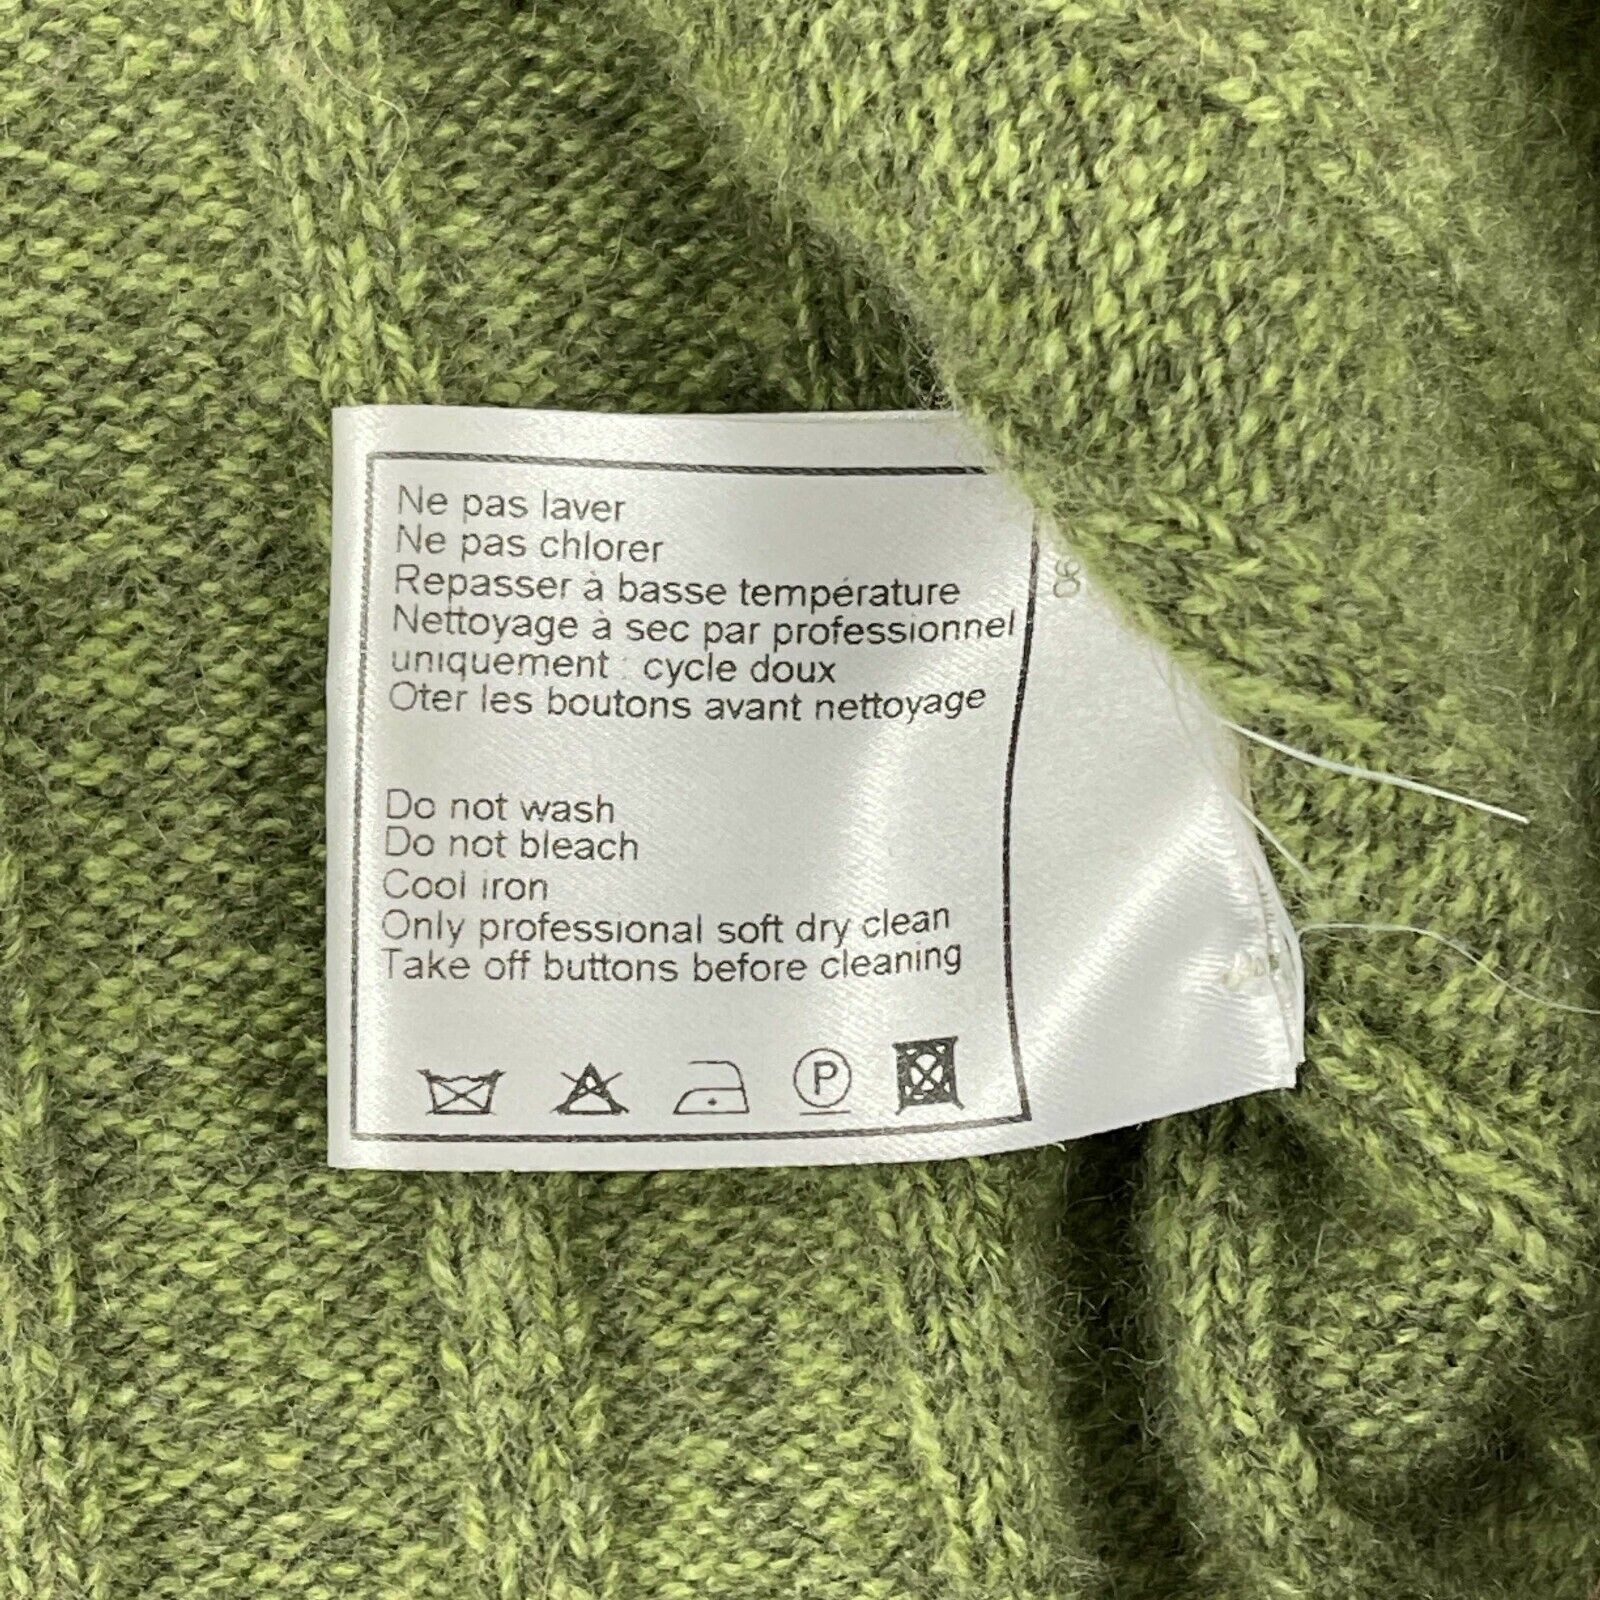 Ne pas laver
Ne pas chlorer
Repasser à basse température
Nettoyage à sec par professionnel
uniquement : cycle doux
Oter les boutons avant nettoyage
Do not wash
Do not bleach
Cool iron
Only professional soft dry clean
Take off buttons before cleaning
P